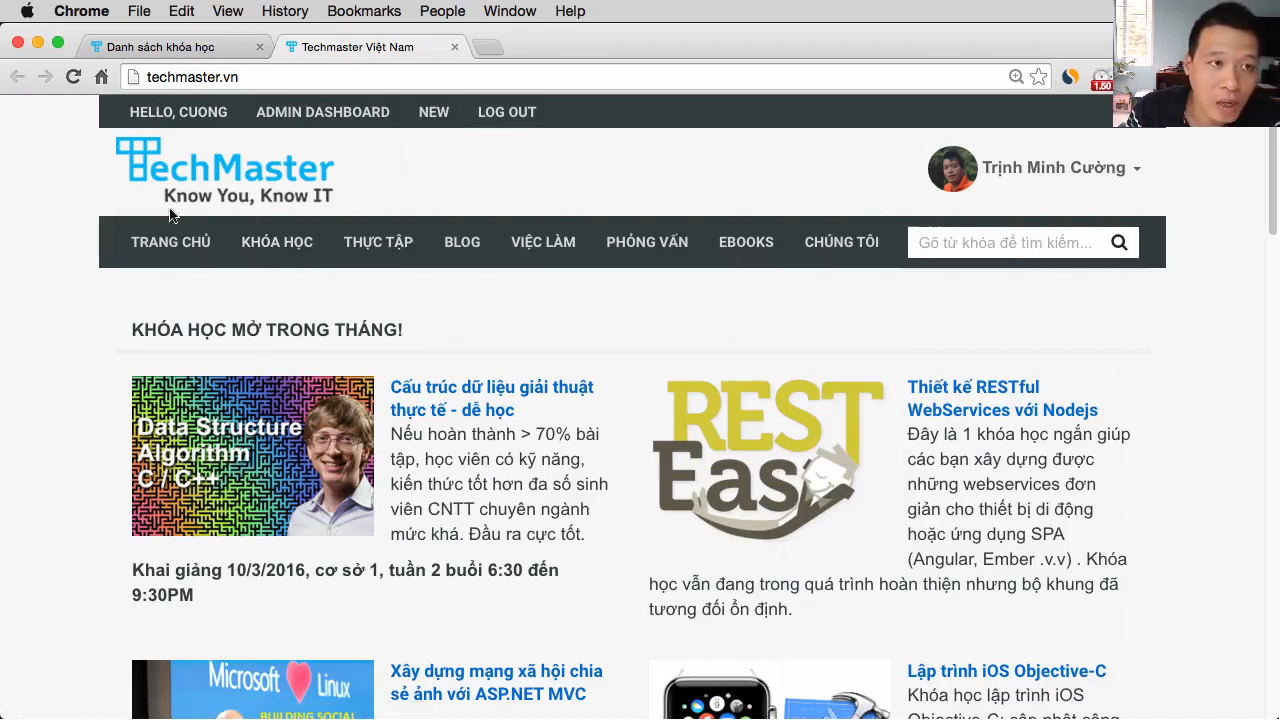 Chrome File Edit View History Bookmarks People Window Help
Danh sách khóa học
Techmaster Việt Nam
techmaster.vn
1.50
HELLO, CUONG ADMIN DASHBOARD NEW LOG OUT
TechMaster
Know You, Know IT
Trịnh Minh Cường
TRANG CHỦ KHÓA HỌC THỰC TẬP BLOG VIỆC LÀM PHỎNG VẤN EBOOKS CHÚNG TÔI
Gõ từ khóa để tìm kiếm...
KHÓA HỌC MỞ TRONG THÁNG!
Data Structure
Algorithm
C / C++
Cấu trúc dữ liệu giải thuật
thực tế - dễ học
Nếu hoàn thành > 70% bài
tập, học viên có kỹ năng,
kiến thức tốt hơn đa số sinh
viên CNTT chuyên ngành
mức khá. Đầu ra cực tốt.
Khai giảng 10/3/2016, cơ sở 1, tuần 2 buổi 6:30 đến
9:30PM
REST
Easy
Thiết kế RESTful
WebServices với Nodejs
Đây là 1 khóa học ngắn giúp
các bạn xây dựng được
những webservices đơn
giản cho thiết bị di động
hoặc ứng dụng SPA
(Angular, Ember .v.v) . Khóa
học vẫn đang trong quá trình hoàn thiện nhưng bộ khung đã
tương đối ổn định.
Microsoft Linux
BUILDING SOCIAL
Xây dựng mạng xã hội chia
sẻ ảnh với ASP.NET MVC
9
Lập trình iOS Objective-C
Khóa học lập trình iOS